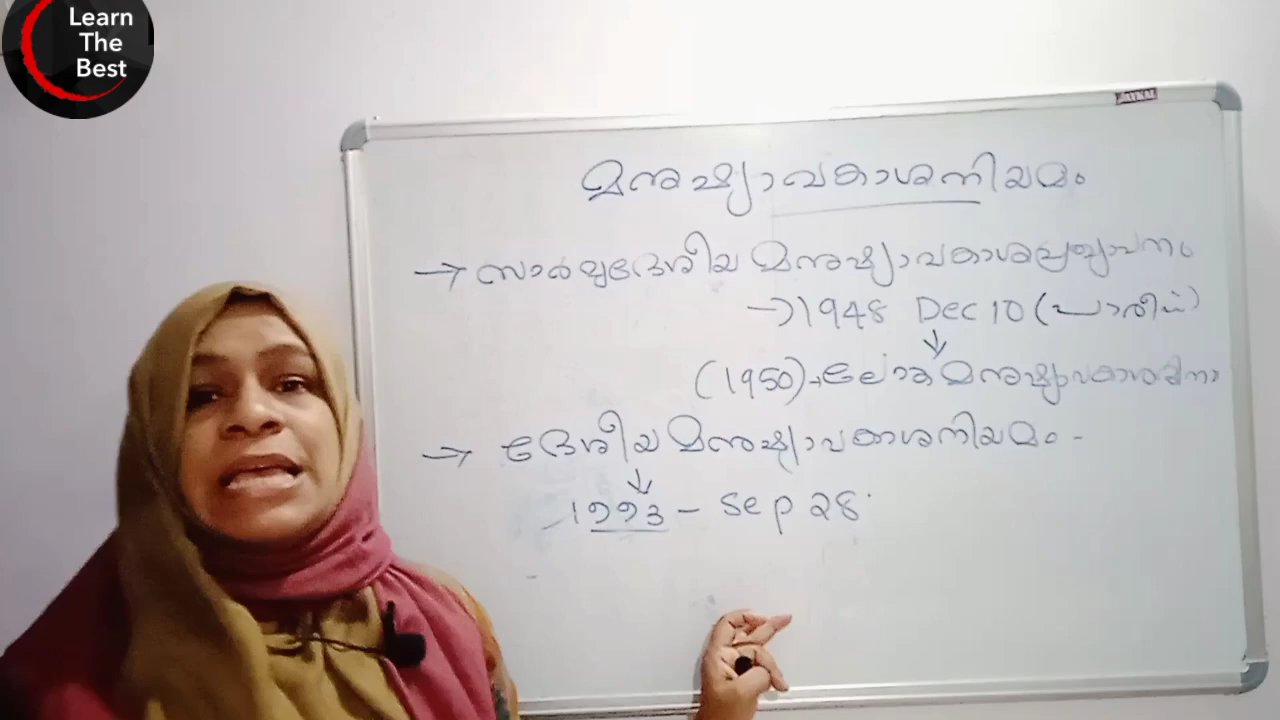 Learn
The
Best
മനുഷ്യാവകാശനിയമം
→ സാർവ്വദേശീയ മനുഷ്യാവകാശപ്രഖ്യാപനം
→ 1948 Dec 10 (പാരീസ്)
(1950) ലോക മനുഷ്യാവകാശദിനം
→ ദേശീയ മനുഷ്യാവകാശനിയമം -
1993 - Sep 28